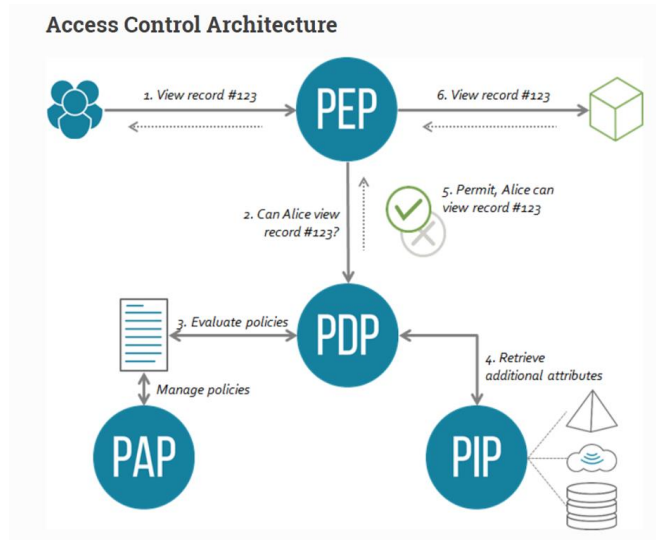 Access Control Architecture
1. View record #123
PEP
6. View record #123
2. Can Alice view
record #123?
5. Permit, Alice can
view record #123
3. Evaluate policies
PDP
4. Retrieve
additional attributes
Manage policies
PAP
PIP